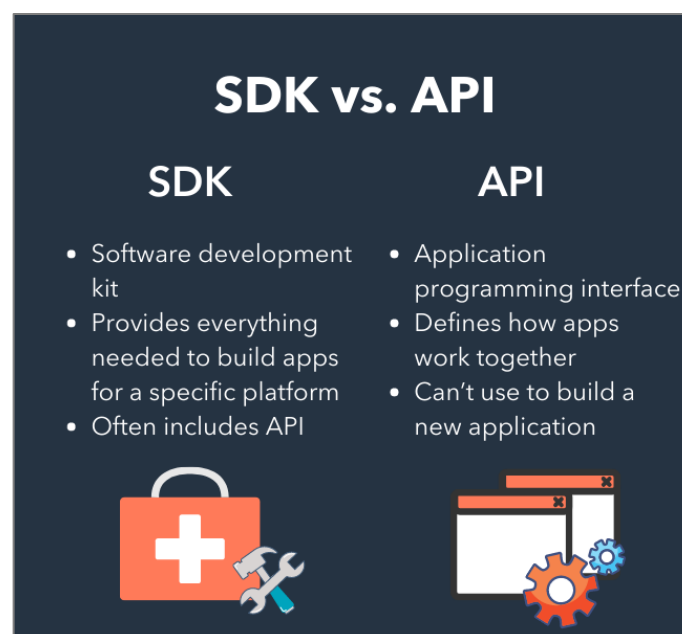 SDK vs. API
SDK
• Software development
kit
• Provides everything
needed to build apps
for a specific platform
• Often includes API
API
• Application
programming interface
• Defines how apps
work together
• Can’t use to build a
new application